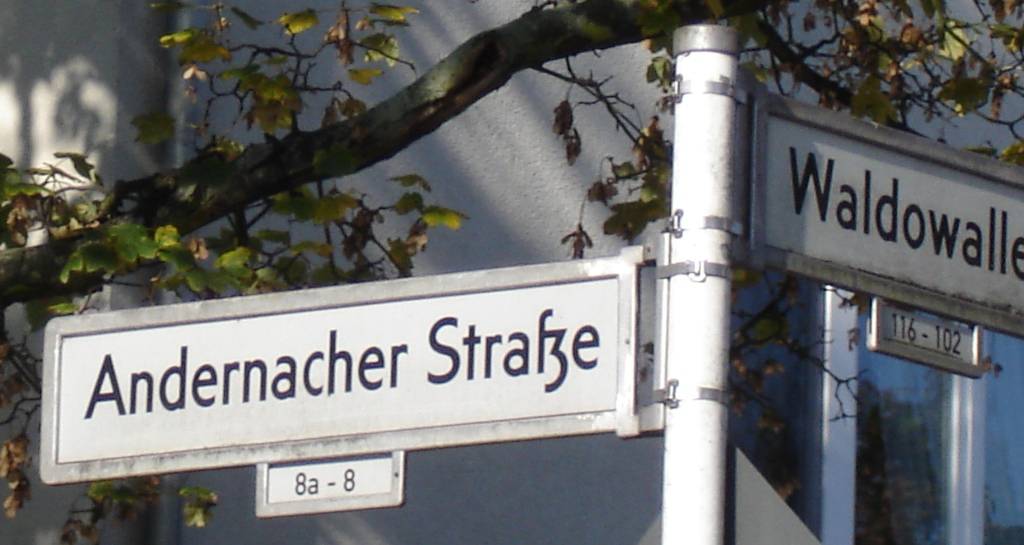 Andernacher Straße
8a - 8
Waldowalle
116 - 102